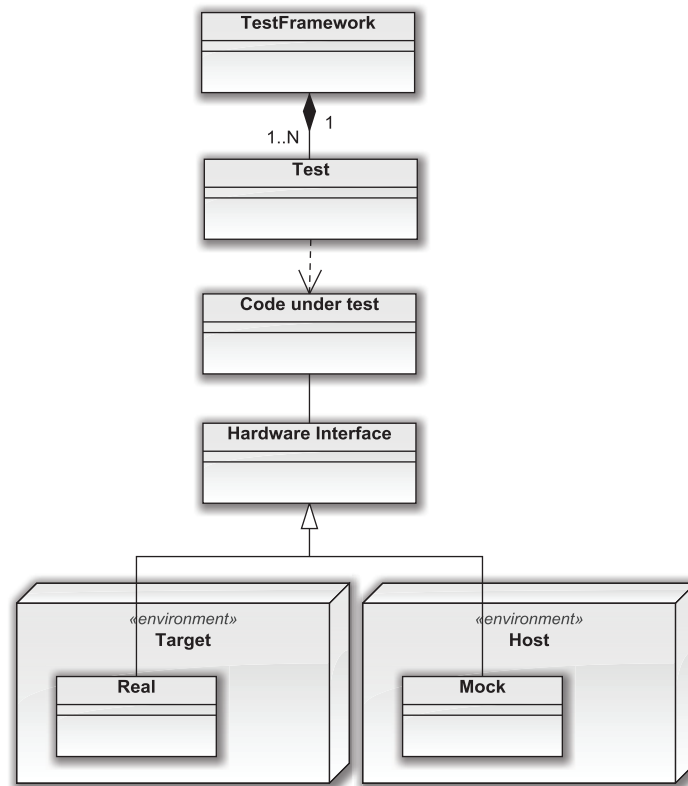 TestFramework
1
1..N
Test
Code under test
Hardware Interface
«environment»
Target
Real
«environment»
Host
Mock